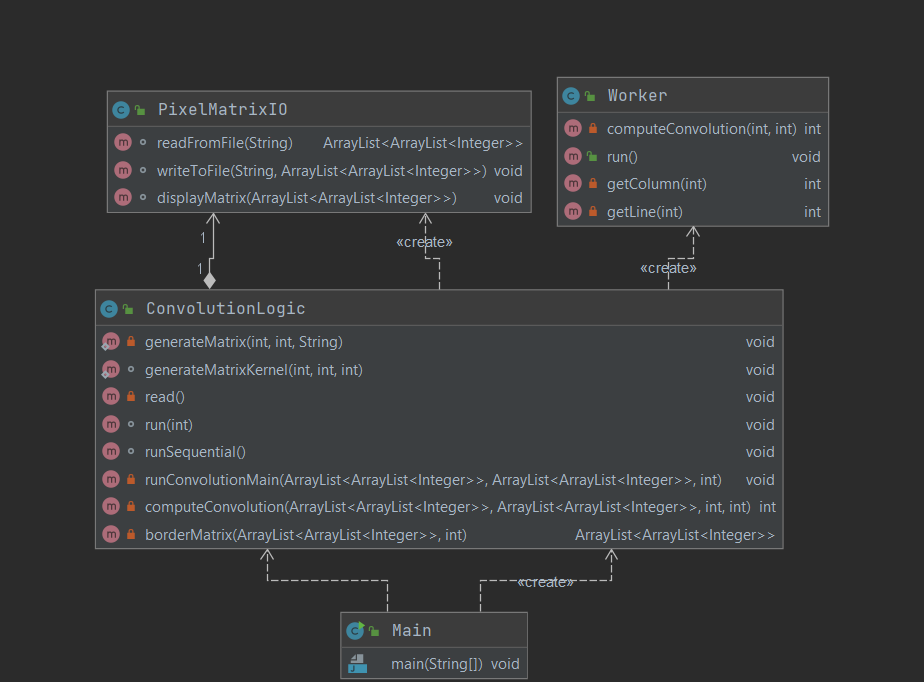 PixelMatrixIO
readFromFile(String) ArrayList<ArrayList<Integer>>
writeToFile(String, ArrayList<ArrayList<Integer>>) void
displayMatrix(ArrayList<ArrayList<Integer>>) void
Worker
computeConvolution(int, int) int
run() void
getColumn(int) int
getLine(int) int
1
«create»
1
«create»
ConvolutionLogic
generateMatrix(int, int, String) void
generateMatrixKernel(int, int, int) void
read() void
run(int) void
runSequential() void
runConvolutionMain(ArrayList<ArrayList<Integer>>, ArrayList<ArrayList<Integer>>, int) void
computeConvolution(ArrayList<ArrayList<Integer>>, ArrayList<ArrayList<Integer>>, int, int) int
borderMatrix(ArrayList<ArrayList<Integer>>, int) ArrayList<ArrayList<Integer>>
«create»
Main
main(String[]) void